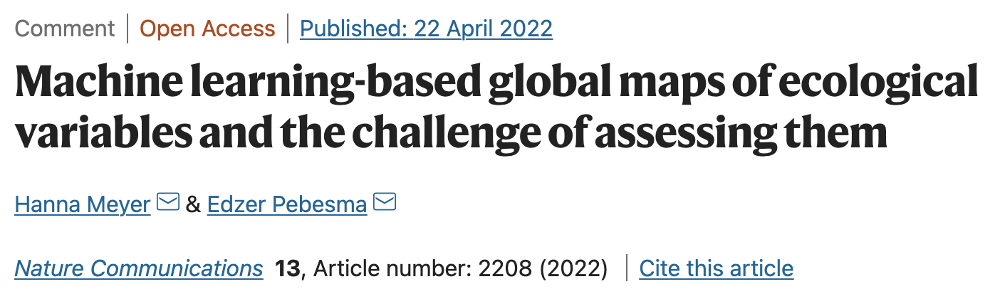 Comment | Open Access | Published: 22 April 2022
Machine learning-based global maps of ecological
variables and the challenge of assessing them
Hanna Meyer & Edzer Pebesma
Nature Communications 13, Article number: 2208 (2022) | Cite this article